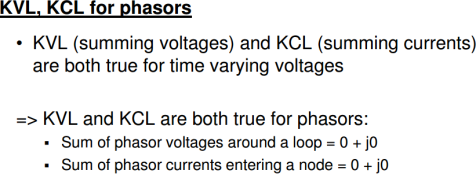 KVL, KCL for phasors
• KVL (summing voltages) and KCL (summing currents)
are both true for time varying voltages
=> KVL and KCL are both true for phasors:
▪ Sum of phasor voltages around a loop = 0 + j0
▪ Sum of phasor currents entering a node = 0 + j0